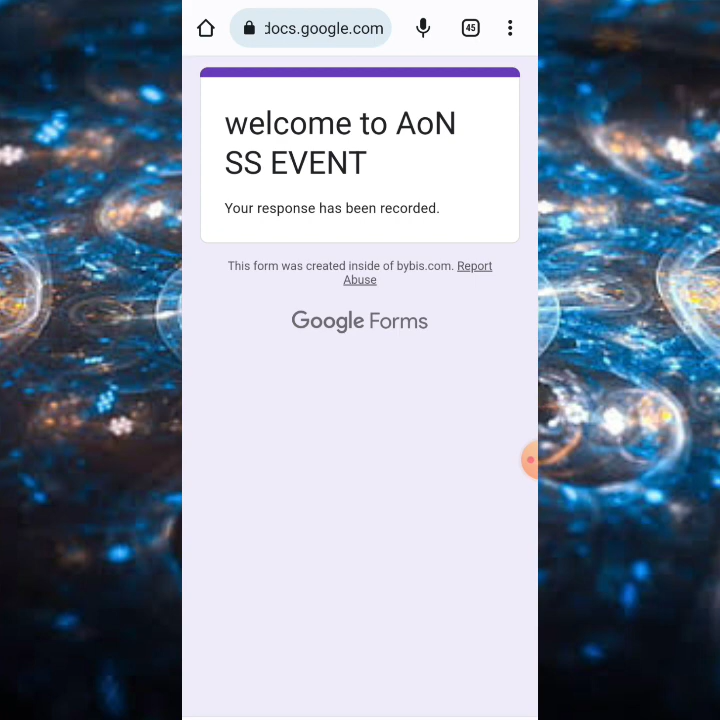 docs.google.com
45
welcome to AoN
SS EVENT
Your response has been recorded.
This form was created inside of bybis.com. Report
Abuse
Google Forms